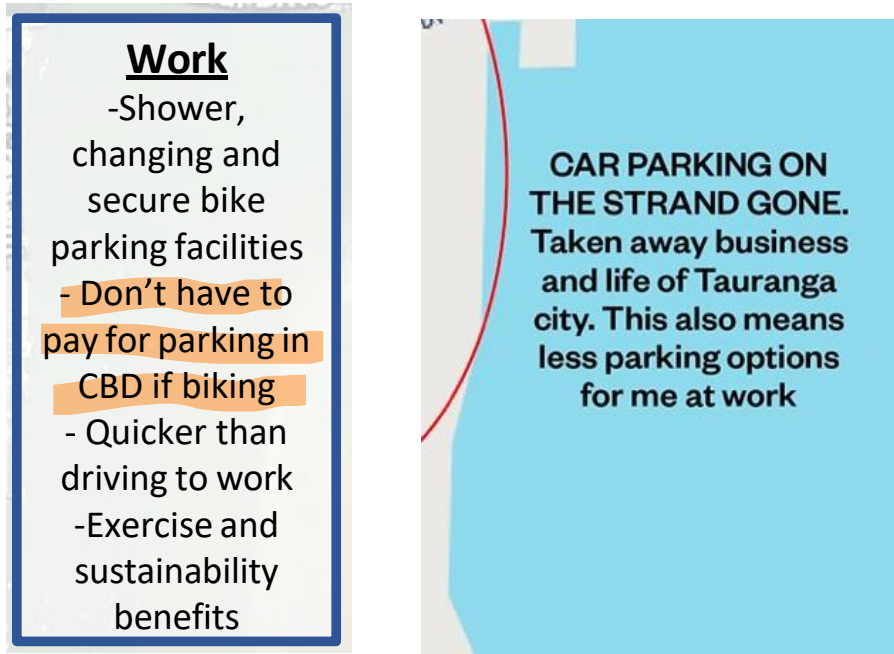 Work
-Shower,
changing and
secure bike
parking facilities
- Don’t have to
pay for parking in
CBD if biking
- Quicker than
driving to work
-Exercise and
sustainability
benefits
CAR PARKING ON
THE STRAND GONE.
Taken away business
and life of Tauranga
city. This also means
less parking options
for me at work